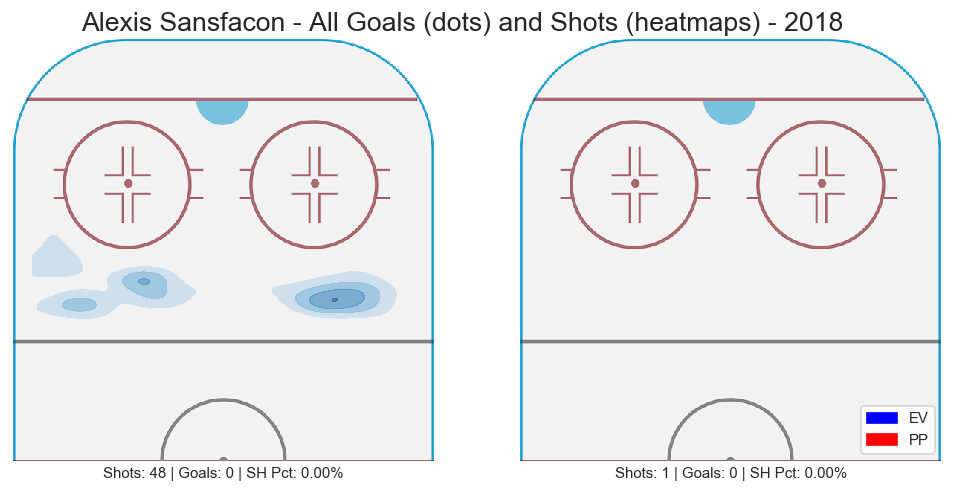 Alexis Sansfacon - All Goals (dots) and Shots (heatmaps) - 2018
EV
PP
Shots: 48 | Goals: 0 | SH Pct: 0.00%
Shots: 1 | Goals: 0 | SH Pct: 0.00%